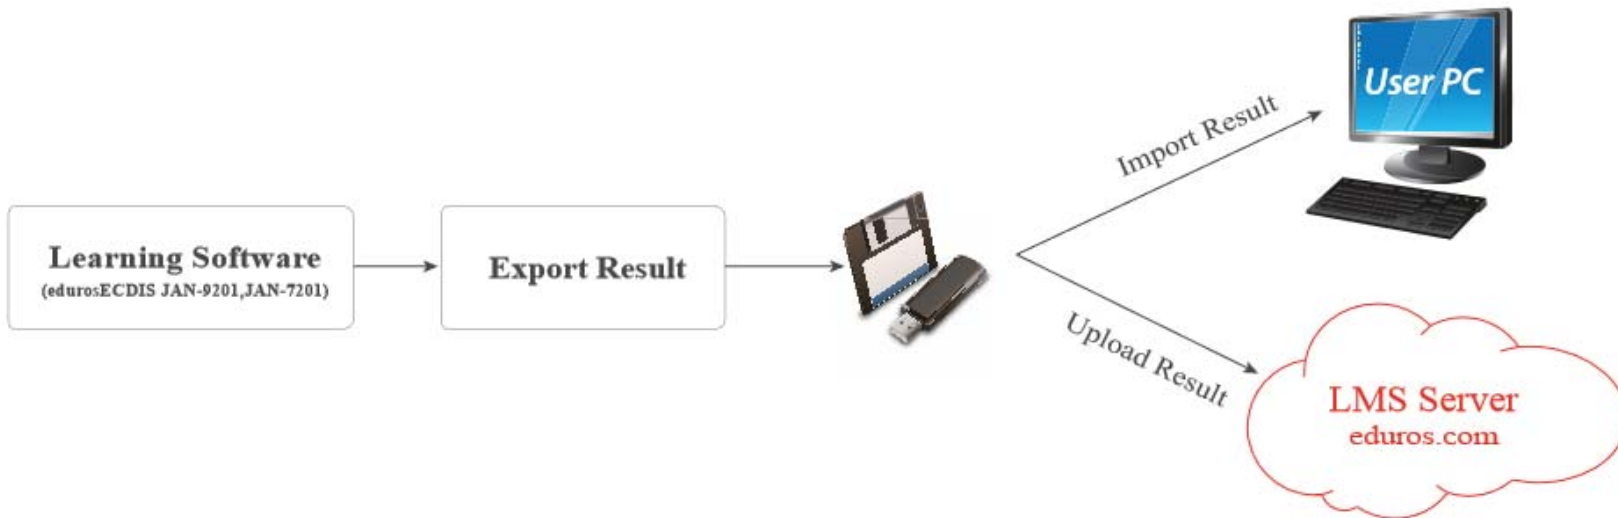 Learning Software
(edurosECDIS JAN-9201,JAN-7201)
Export Result
Import Result
User PC
Upload Result
LMS Server
eduros.com